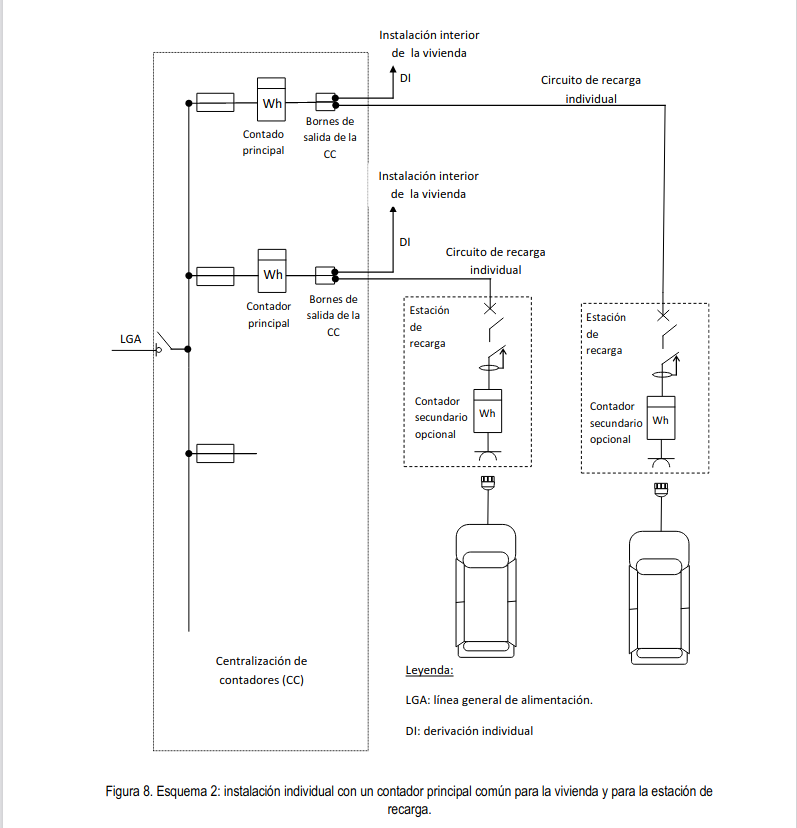 Instalación interior
de  la vivienda
DI
Circuito de recarga
individual
Wh
Contado
principal
Bornes de
salida de la
CC
Instalación interior
de  la vivienda
DI
Circuito de recarga
individual
Wh
Contador
principal
Bornes de
salida de la
CC
LGA
Estación
de
recarga
Contador
secundario
opcional
Wh
Estación
de
recarga
Contador
secundario
opcional
Wh
Centralización de
contadores (CC)
Leyenda:
LGA: línea general de alimentación.
DI: derivación individual
Figura 8. Esquema 2: instalación individual con un contador principal común para la vivienda y para la estación de
recarga.